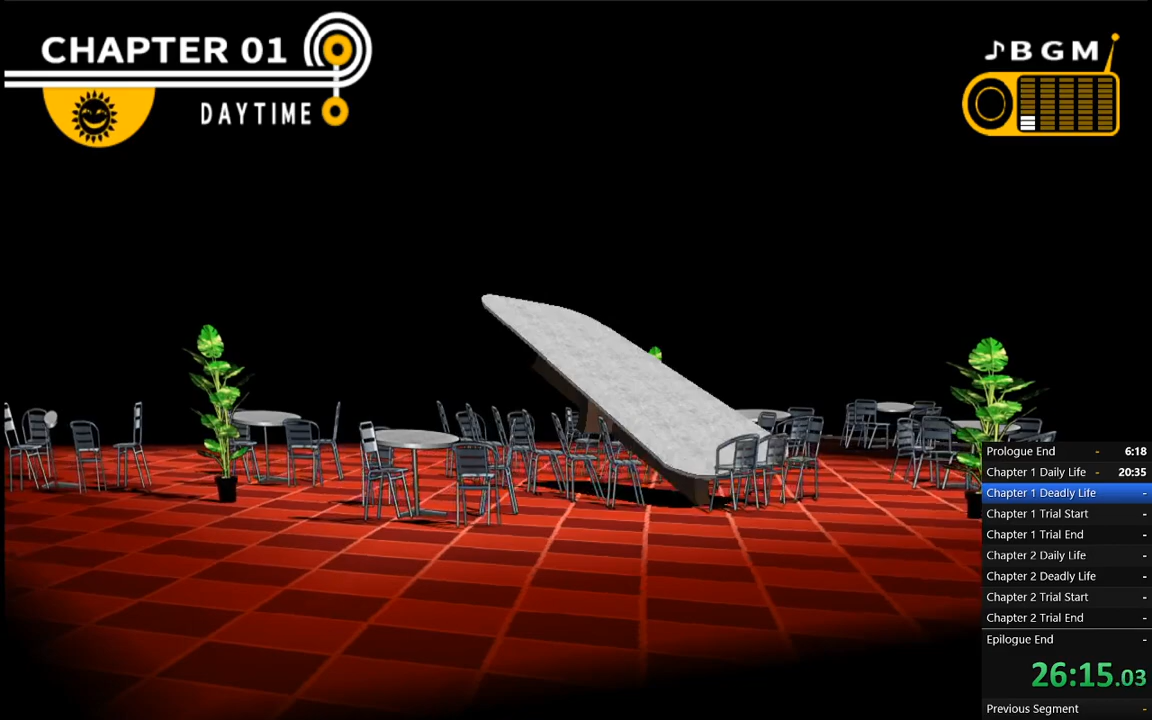 CHAPTER 01
DAYTIME
♪BGM
Prologue End - 6:18
Chapter 1 Daily Life - 20:35
Chapter 1 Deadly Life -
Chapter 1 Trial Start -
Chapter 1 Trial End -
Chapter 2 Daily Life -
Chapter 2 Deadly Life -
Chapter 2 Trial Start -
Chapter 2 Trial End -
Epilogue End -
26:15.03
Previous Segment -